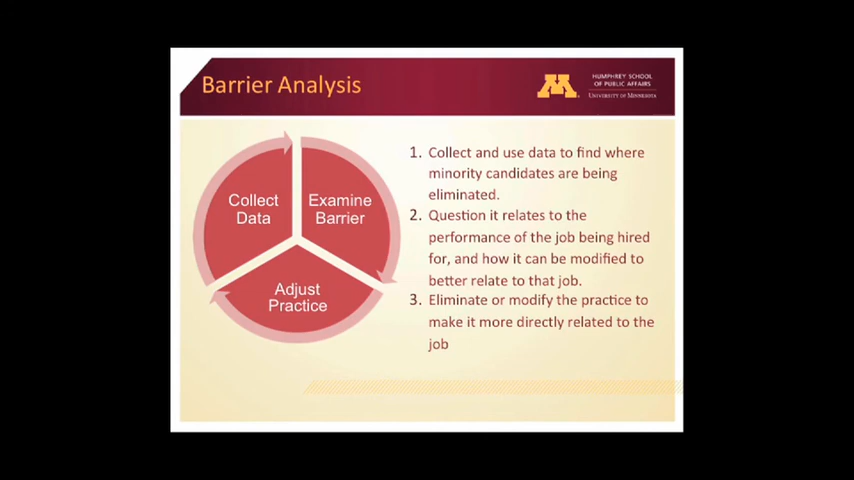 Barrier Analysis
M
HUMPHREY SCHOOL
OF PUBLIC AFFAIRS
UNIVERSITY OF MINNESOTA
Collect
Data
Examine
Barrier
Adjust
Practice
1. Collect and use data to find where
minority candidates are being
eliminated.
2. Question it relates to the
performance of the job being hired
for, and how it can be modified to
better relate to that job.
3. Eliminate or modify the practice to
make it more directly related to the
job